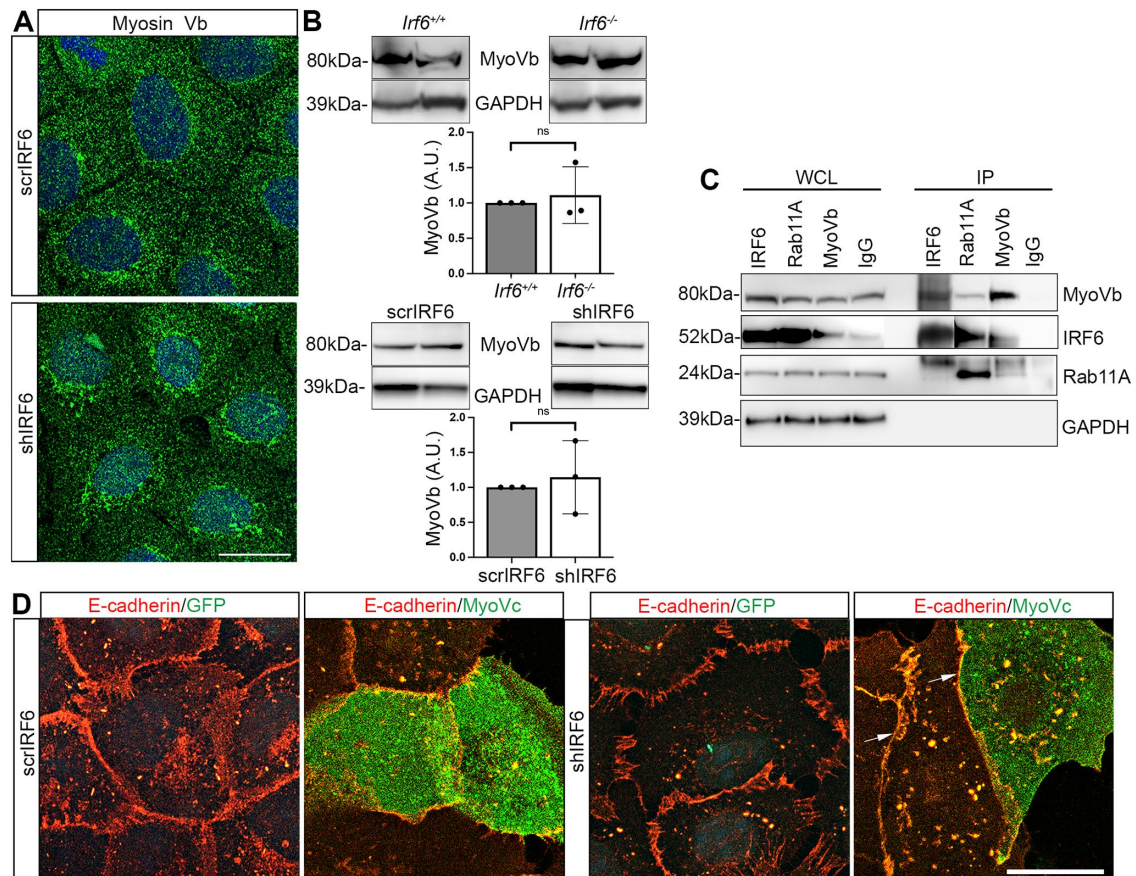 A
Myosin Vb
scrIRF6
shIRF6
B
Irf6+/+
Irf6-/-
80kDa-
MyoVb
39kDa-
GAPDH
ns
MyoVb (A.U.)
2.0
1.5
1.0
0.5
0.0
Irf6+/+
Irf6-/-
scrIRF6
shIRF6
80kDa-
MyoVb
39kDa-
GAPDH
ns
MyoVb (A.U.)
2.0
1.5
1.0
0.5
0.0
scrIRF6
shIRF6
C
WCL
IP
IRF6
Rab11A
MyoVb
IgG
IRF6
Rab11A
MyoVb
IgG
80kDa-
MyoVb
52kDa-
IRF6
24kDa-
Rab11A
39kDa-
GAPDH
D
E-cadherin/GFP
E-cadherin/MyoVc
E-cadherin/GFP
E-cadherin/MyoVc
scrIRF6
shIRF6